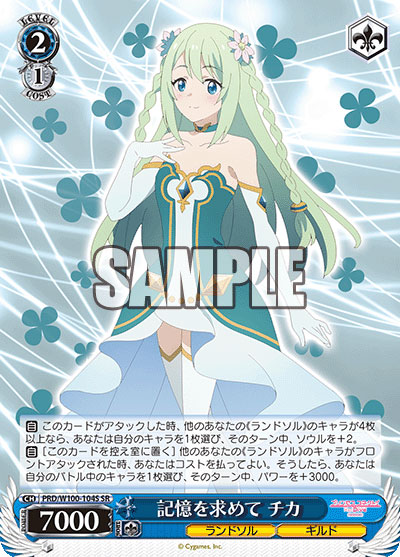 LEVEL
2
1
COST
SAMPLE
自 このカードがアタックした時、他のあなたの《ランドソル》のキャラが4枚
以上なら、あなたは自分のキャラを1枚選び、そのターン中、ソウルを+2。
自 [このカードを控え室に置く] 他のあなたの《ランドソル》のキャラがフ
ロントアタックされた時、あなたはコストを払ってよい。そうしたら、あなたは
自分のバトル中のキャラを1枚選び、そのターン中、パワーを+3000。
CH PRD/W100-104S SR
7000
記憶を求めて チカ
ランドソル ギルド
© Cygames, Inc.